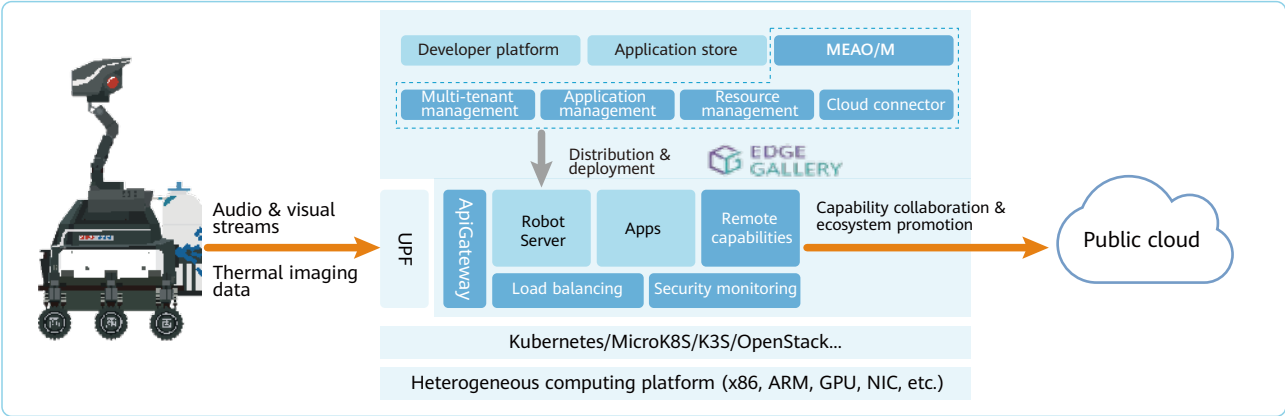 Developer platform
Application store
MEAO/M
Multi-tenant
management
Application
management
Resource
management
Cloud connector
Distribution &
deployment
EDGE
GALLERY
Audio & visual
streams
Thermal imaging
data
UPF
ApiGateway
Robot
Server
Apps
Remote
capabilities
Load balancing
Security monitoring
Capability collaboration &
ecosystem promotion
Public cloud
Kubernetes/MicroK8S/K3S/OpenStack...
Heterogeneous computing platform (x86, ARM, GPU, NIC, etc.)